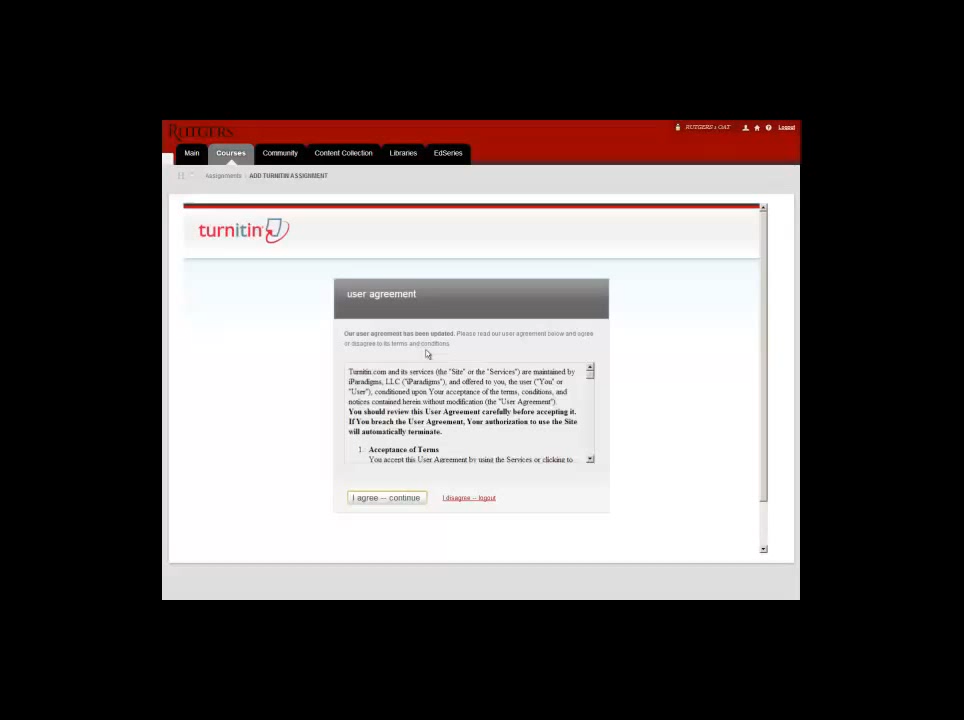 RUTGERS
RUTGERS 1 OAT
Logout
Main
Courses
Community
Content Collection
Libraries
EdSeries
Assignments
ADD TURNITIN ASSIGNMENT
turnitin
user agreement
Our user agreement has been updated. Please read our user agreement below and agree
or disagree to its terms and conditions.
Turnitin.com and its services (the "Site" or the "Services") are maintained by
iParadigms, LLC ("iParadigms"), and offered to you, the user ("You" or
"User"), conditioned upon Your acceptance of the terms, conditions, and
notices contained herein without modification (the "User Agreement").
You should review this User Agreement carefully before accepting it.
If You breach the User Agreement, Your authorization to use the Site
will automatically terminate.
1. Acceptance of Terms
You accept this User Agreement by using the Services or clicking to
I agree -- continue
I disagree -- logout